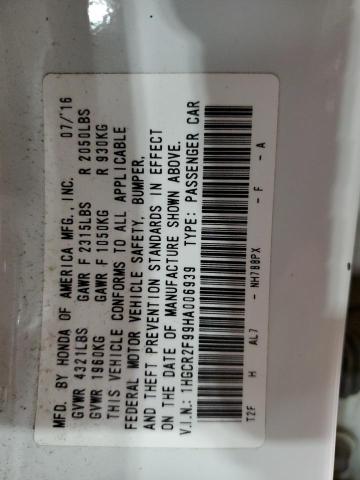 MFD. BY HONDA OF AMERICA MFG., INC. 07/'16
GVWR 4321LBS GAWR F 2315LBS R 2050LBS
GVWR 1960KG GAWR F 1050KG R 930KG
THIS VEHICLE CONFORMS TO ALL APPLICABLE
FEDERAL MOTOR VEHICLE SAFETY, BUMPER,
AND THEFT PREVENTION STANDARDS IN EFFECT
ON THE DATE OF MANUFACTURE SHOWN ABOVE.
V.I.N.: 1HGCR2F99HA006939 TYPE: PASSENGER CAR
T2F H AL7 - NH788PX - F - A